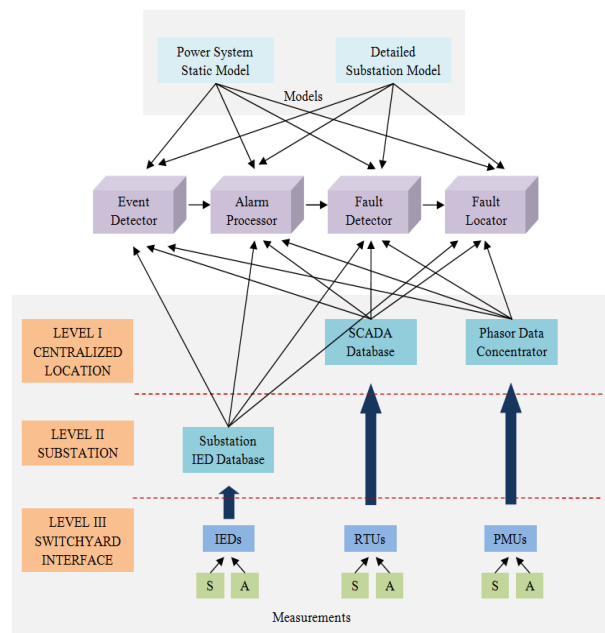 Power System
Static Model
Detailed
Substation Model
Models
Event
Detector
Alarm
Processor
Fault
Detector
Fault
Locator
LEVEL I
CENTRALIZED
LOCATION
SCADA
Database
Phasor Data
Concentrator
LEVEL II
SUBSTATION
Substation
IED Database
LEVEL III
SWITCHYARD
INTERFACE
IEDs
RTUs
PMUs
S
A
S
A
S
A
Measurements